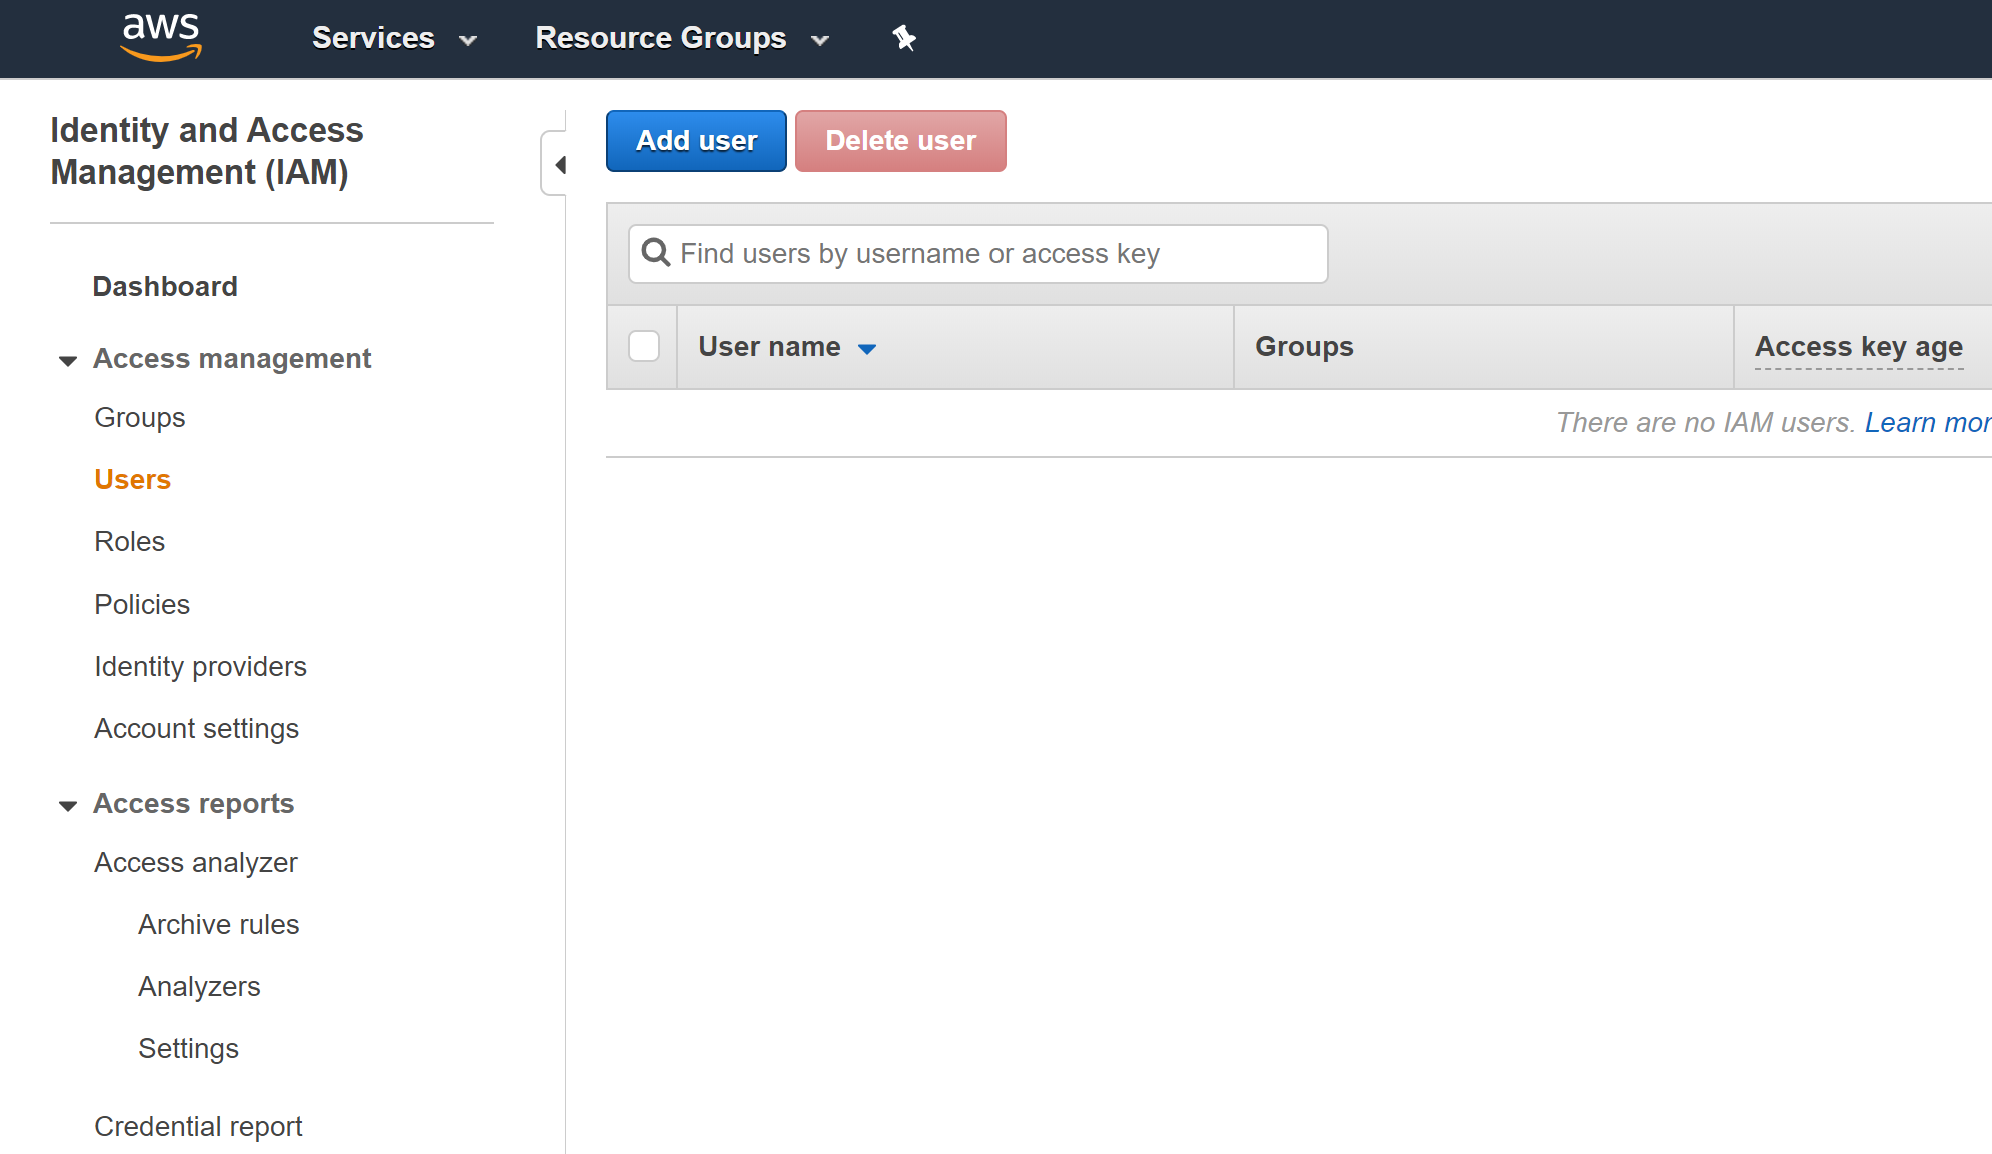 aws
Services
Resource Groups
Identity and Access
Management (IAM)
Dashboard
Access management
Groups
Users
Roles
Policies
Identity providers
Account settings
Access reports
Access analyzer
Archive rules
Analyzers
Settings
Credential report
Add user
Delete user
Find users by username or access key
User name
Groups
Access key age
There are no IAM users. Learn mor